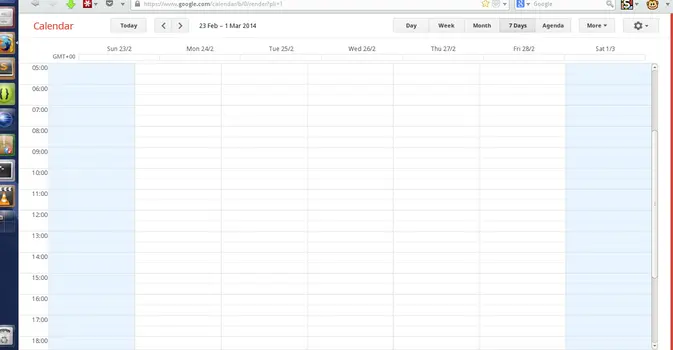 https://www.google.com/calendar/b/0/render?pli=1
Google
Calendar
Today
23 Feb – 1 Mar 2014
Day
Week
Month
7 Days
Agenda
More
Sun 23/2
Mon 24/2
Tue 25/2
Wed 26/2
Thu 27/2
Fri 28/2
Sat 1/3
GMT+00
05:00
06:00
07:00
08:00
09:00
10:00
11:00
12:00
13:00
14:00
15:00
16:00
17:00
18:00